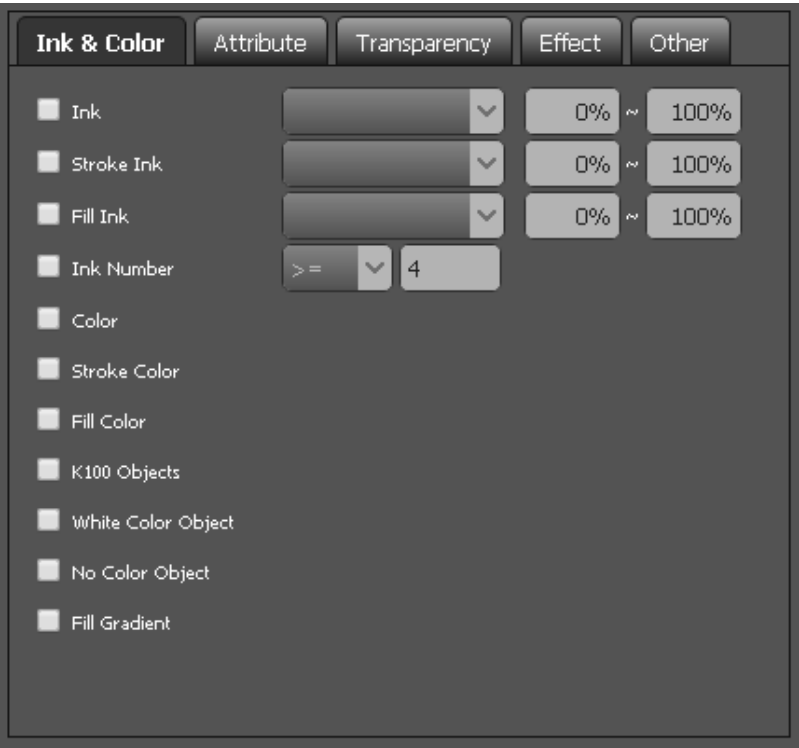 Ink & Color Attribute Transparency Effect Other
Ink 0% ~ 100%
Stroke Ink 0% ~ 100%
Fill Ink 0% ~ 100%
Ink Number >= 4
Color
Stroke Color
Fill Color
K100 Objects
White Color Object
No Color Object
Fill Gradient